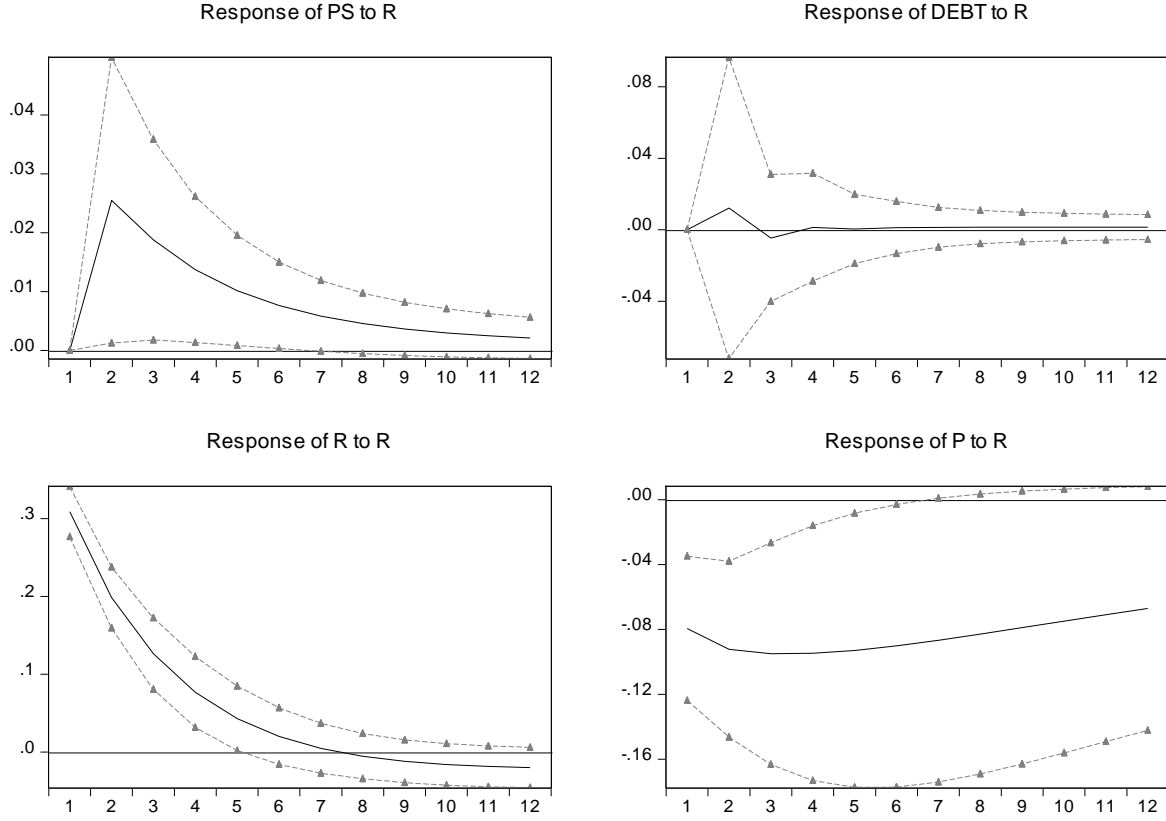 Response of PS to R
.04
.03
.02
.01
.00
1 2 3 4 5 6 7 8 9 10 11 12
Response of DEBT to R
.08
.04
.00
-.04
1 2 3 4 5 6 7 8 9 10 11 12
Response of R to R
.3
.2
.1
.0
1 2 3 4 5 6 7 8 9 10 11 12
Response of P to R
.00
-.04
-.08
-.12
-.16
1 2 3 4 5 6 7 8 9 10 11 12